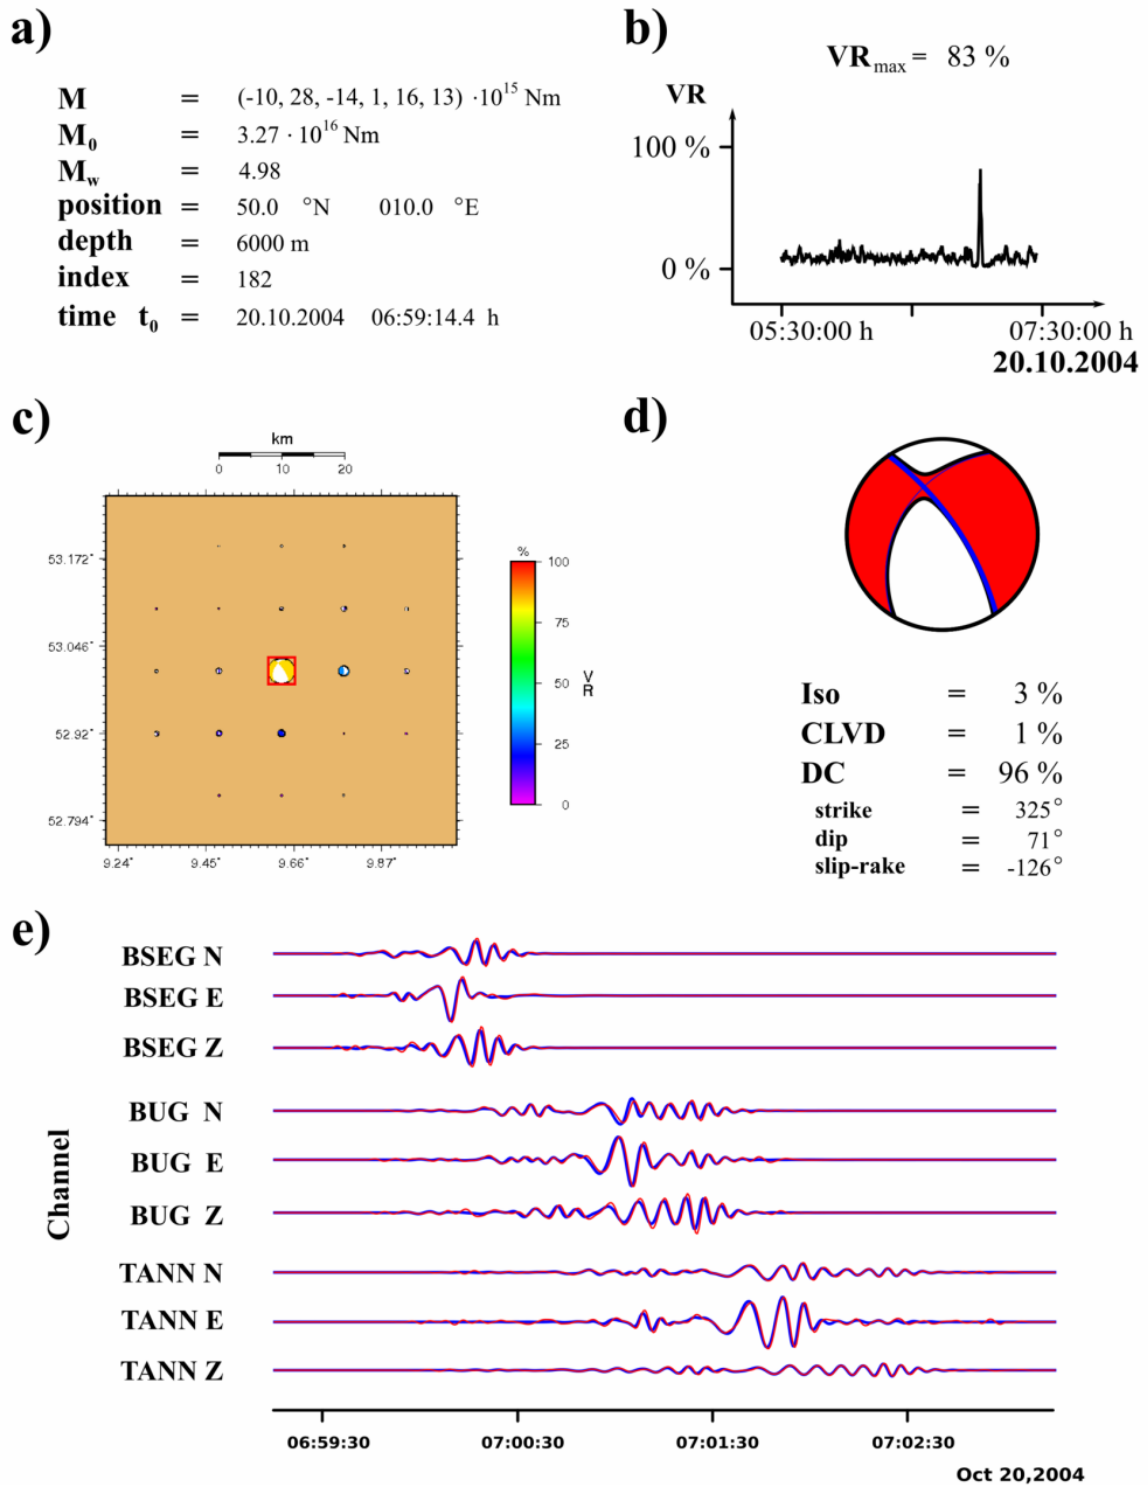 a)
M = (-10, 28, -14, 1, 16, 13) ·10^15 Nm
M_0 = 3.27 · 10^16 Nm
M_w = 4.98
position = 50.0 °N 010.0 °E
depth = 6000 m
index = 182
time t_0 = 20.10.2004 06:59:14.4 h
b)
VR_max = 83 %
VR
100 %
0 %
05:30:00 h 07:30:00 h
20.10.2004
c)
km
0 10 20
53.172°
53.046°
52.92°
52.794°
9.24° 9.45° 9.66° 9.87°
%
100
75
50
25
0
VR
d)
Iso = 3 %
CLVD = 1 %
DC = 96 %
strike = 325°
dip = 71°
slip-rake = -126°
e)
Channel
BSEG N
BSEG E
BSEG Z
BUG N
BUG E
BUG Z
TANN N
TANN E
TANN Z
06:59:30 07:00:30 07:01:30 07:02:30
Oct 20,2004